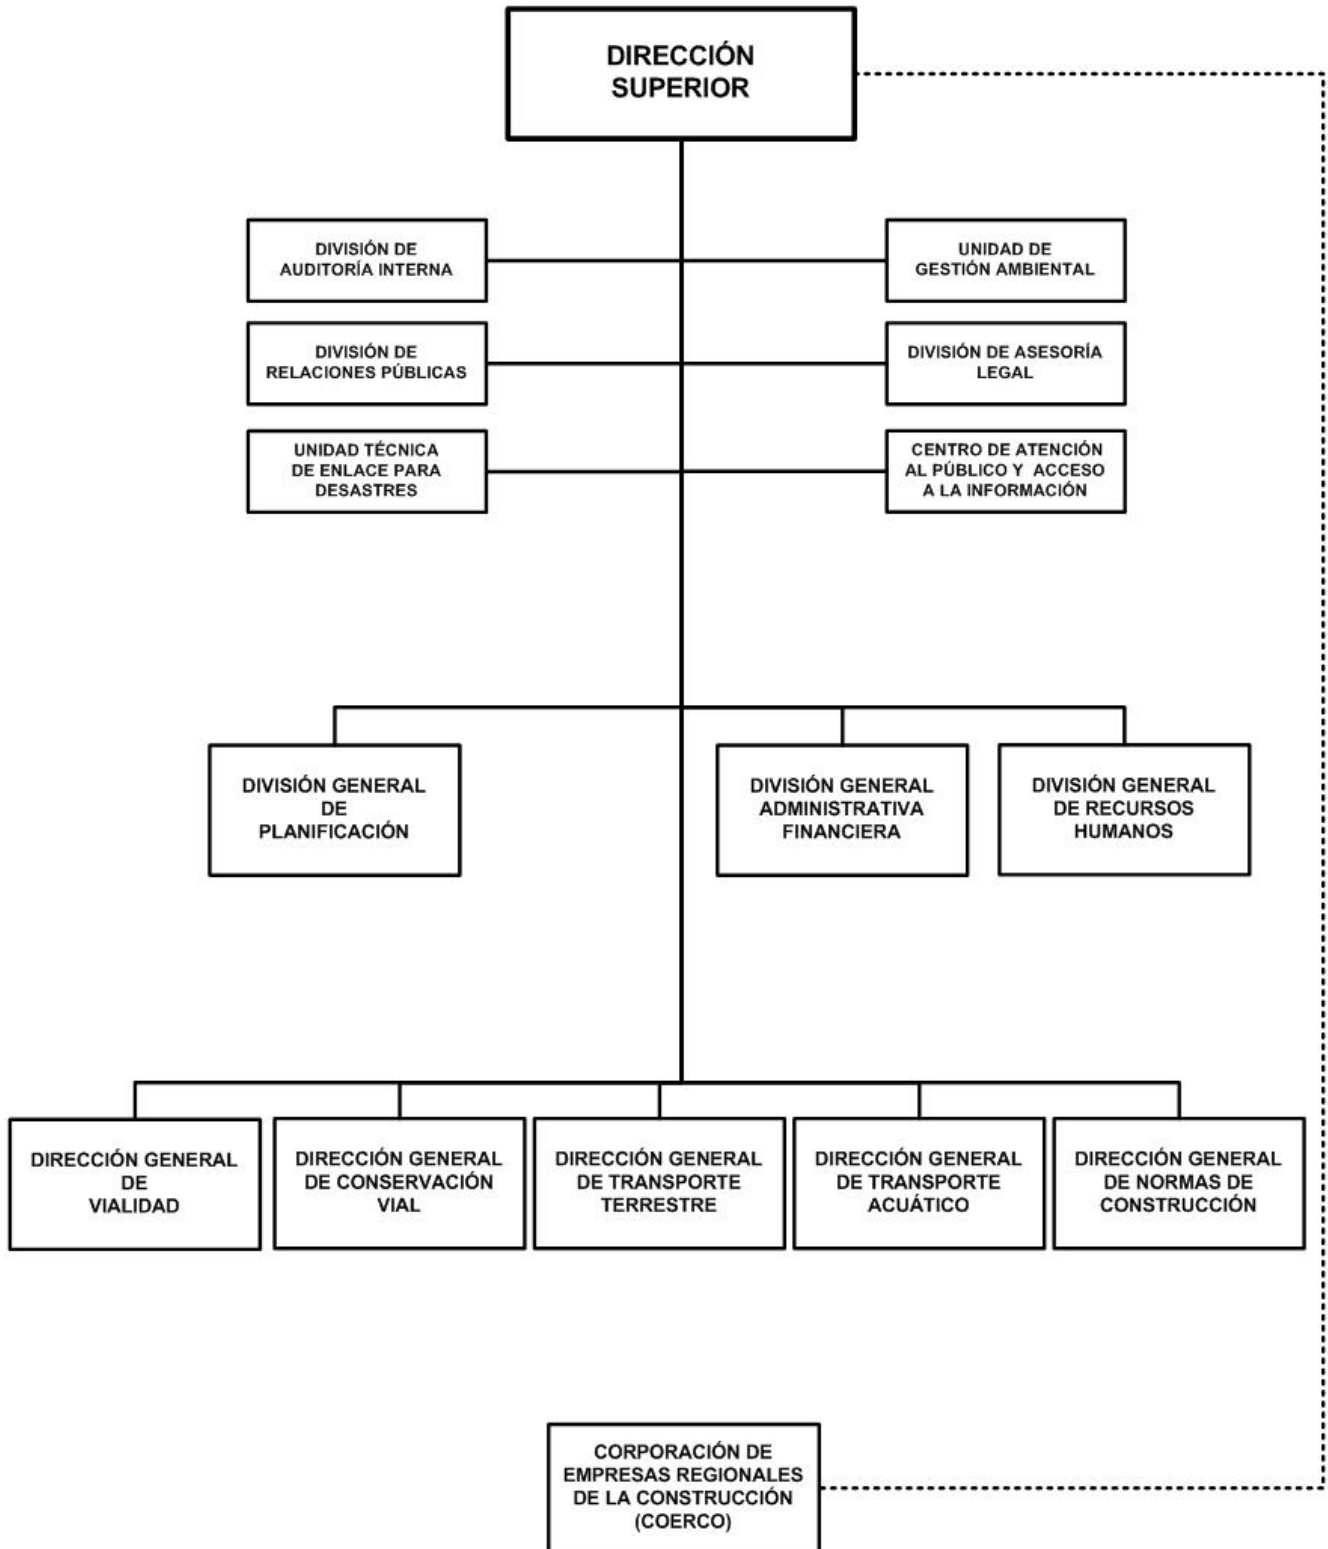 DIRECCIÓN
SUPERIOR
DIVISIÓN DE
AUDITORÍA INTERNA
UNIDAD DE
GESTIÓN AMBIENTAL
DIVISIÓN DE
RELACIONES PÚBLICAS
DIVISIÓN DE ASESORÍA
LEGAL
UNIDAD TÉCNICA
DE ENLACE PARA
DESASTRES
CENTRO DE ATENCIÓN
AL PÚBLICO Y ACCESO
A LA INFORMACIÓN
DIVISIÓN GENERAL
DE
PLANIFICACIÓN
DIVISIÓN GENERAL
ADMINISTRATIVA
FINANCIERA
DIVISIÓN GENERAL
DE RECURSOS
HUMANOS
DIRECCIÓN GENERAL
DE
VIALIDAD
DIRECCIÓN GENERAL
DE CONSERVACIÓN
VIAL
DIRECCIÓN GENERAL
DE TRANSPORTE
TERRESTRE
DIRECCIÓN GENERAL
DE TRANSPORTE
ACUÁTICO
DIRECCIÓN GENERAL
DE NORMAS DE
CONSTRUCCIÓN
CORPORACIÓN DE
EMPRESAS REGIONALES
DE LA CONSTRUCCIÓN
(COERCO)